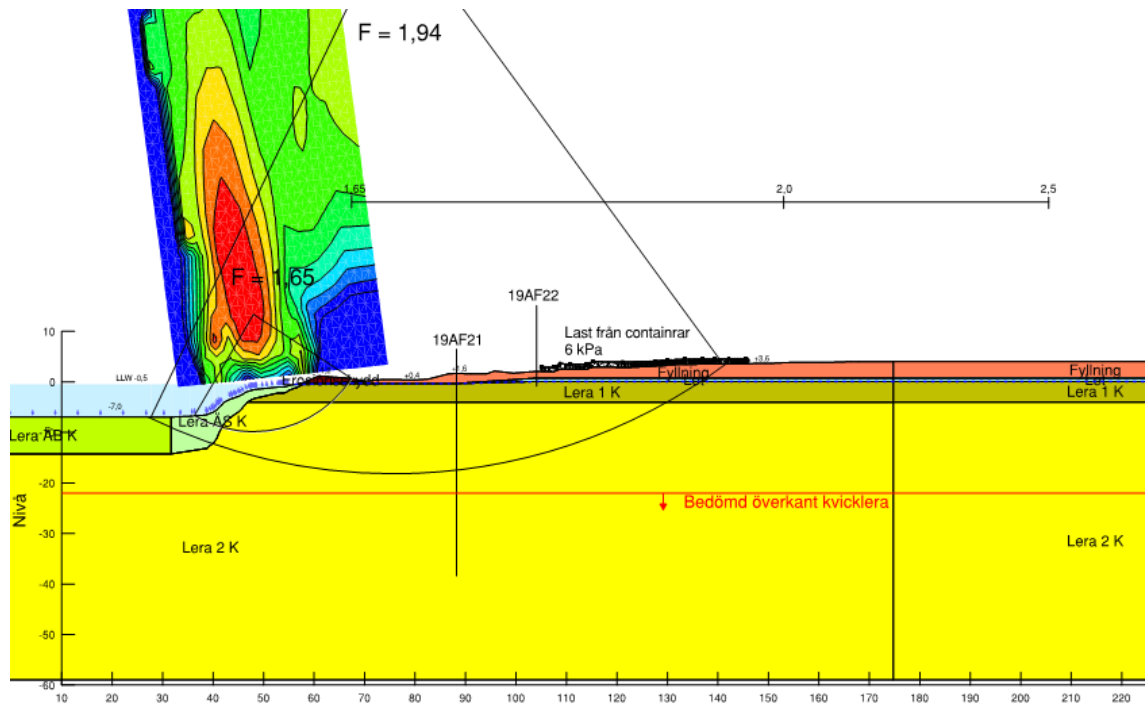 F = 1,94
1,65
2,0
2,5
F = 1,65
19AF22
19AF21
Last från containrar
6 kPa
10
LLW -0,5
+0,4
+1,6
+3,6
Fyllning
Fyllning
0
-7,0
Lera 1 K
Lera 1 K
Lera ÄS K
Lera ÄB K
-20
Bedömd överkant kvicklera
Nivå
-30
Lera 2 K
Lera 2 K
-40
-50
-60
10 20 30 40 50 60 70 80 90 100 110 120 130 140 150 160 170 180 190 200 210 220